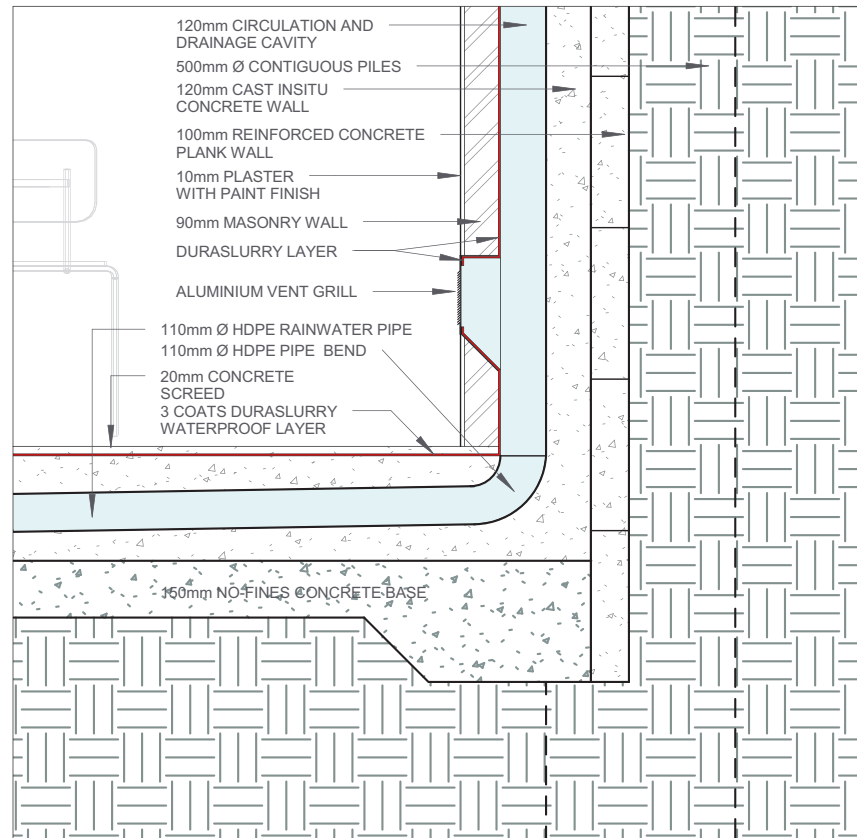 120mm CIRCULATION AND
DRAINAGE CAVITY
500mm Ø CONTIGUOUS PILES
120mm CAST INSITU
CONCRETE WALL
100mm REINFORCED CONCRETE
PLANK WALL
10mm PLASTER
WITH PAINT FINISH
90mm MASONRY WALL
DURASLURRY LAYER
ALUMINIUM VENT GRILL
110mm Ø HDPE RAINWATER PIPE
110mm Ø HDPE PIPE BEND
20mm CONCRETE
SCREED
3 COATS DURASLURRY
WATERPROOF LAYER
150mm NO-FINES CONCRETE BASE